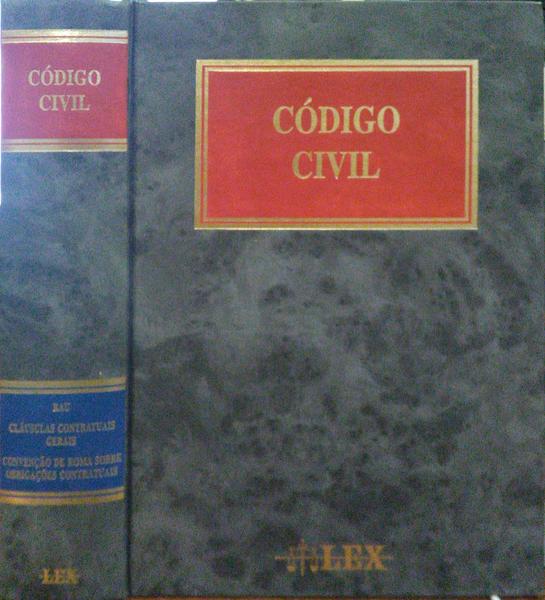 CÓDIGO
CIVIL
RAU
CLÁUSULAS CONTRATUAIS
GERAIS
CONVENÇÃO DE ROMA SOBRE
OBRIGAÇÕES CONTRATUAIS
LEX
CÓDIGO
CIVIL
LEX